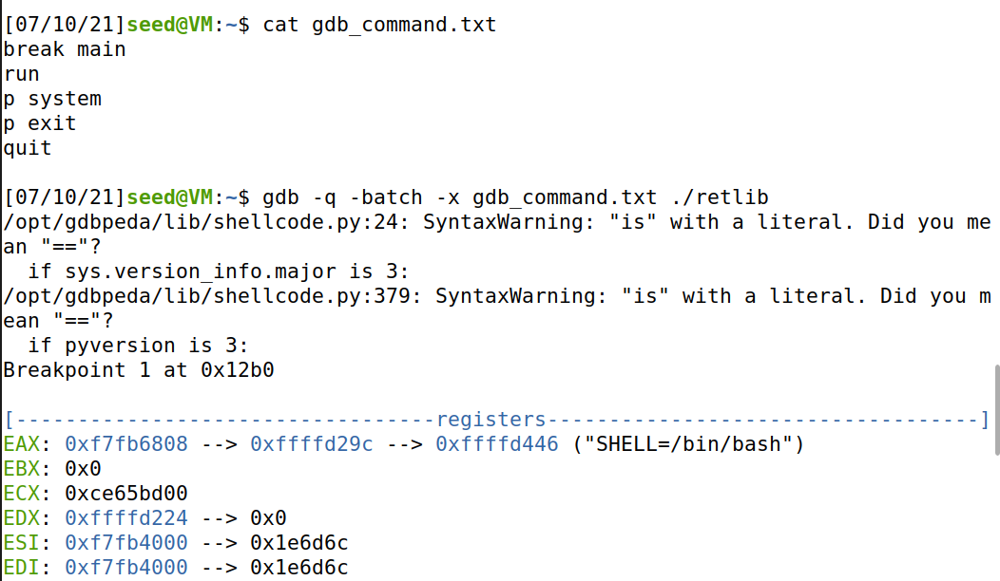 [07/10/21]seed@VM:~$ cat gdb_command.txt
break main
run
p system
p exit
quit

[07/10/21]seed@VM:~$ gdb -q -batch -x gdb_command.txt ./retlib
/opt/gdbpeda/lib/shellcode.py:24: SyntaxWarning: "is" with a literal. Did you me
an "=="?
  if sys.version_info.major is 3:
/opt/gdbpeda/lib/shellcode.py:379: SyntaxWarning: "is" with a literal. Did you m
ean "=="?
  if pyversion is 3:
Breakpoint 1 at 0x12b0

[----------------------------------registers-----------------------------------]
EAX: 0xf7fb6808 --> 0xffffd29c --> 0xffffd446 ("SHELL=/bin/bash")
EBX: 0x0
ECX: 0xce65bd00
EDX: 0xffffd224 --> 0x0
ESI: 0xf7fb4000 --> 0x1e6d6c
EDI: 0xf7fb4000 --> 0x1e6d6c